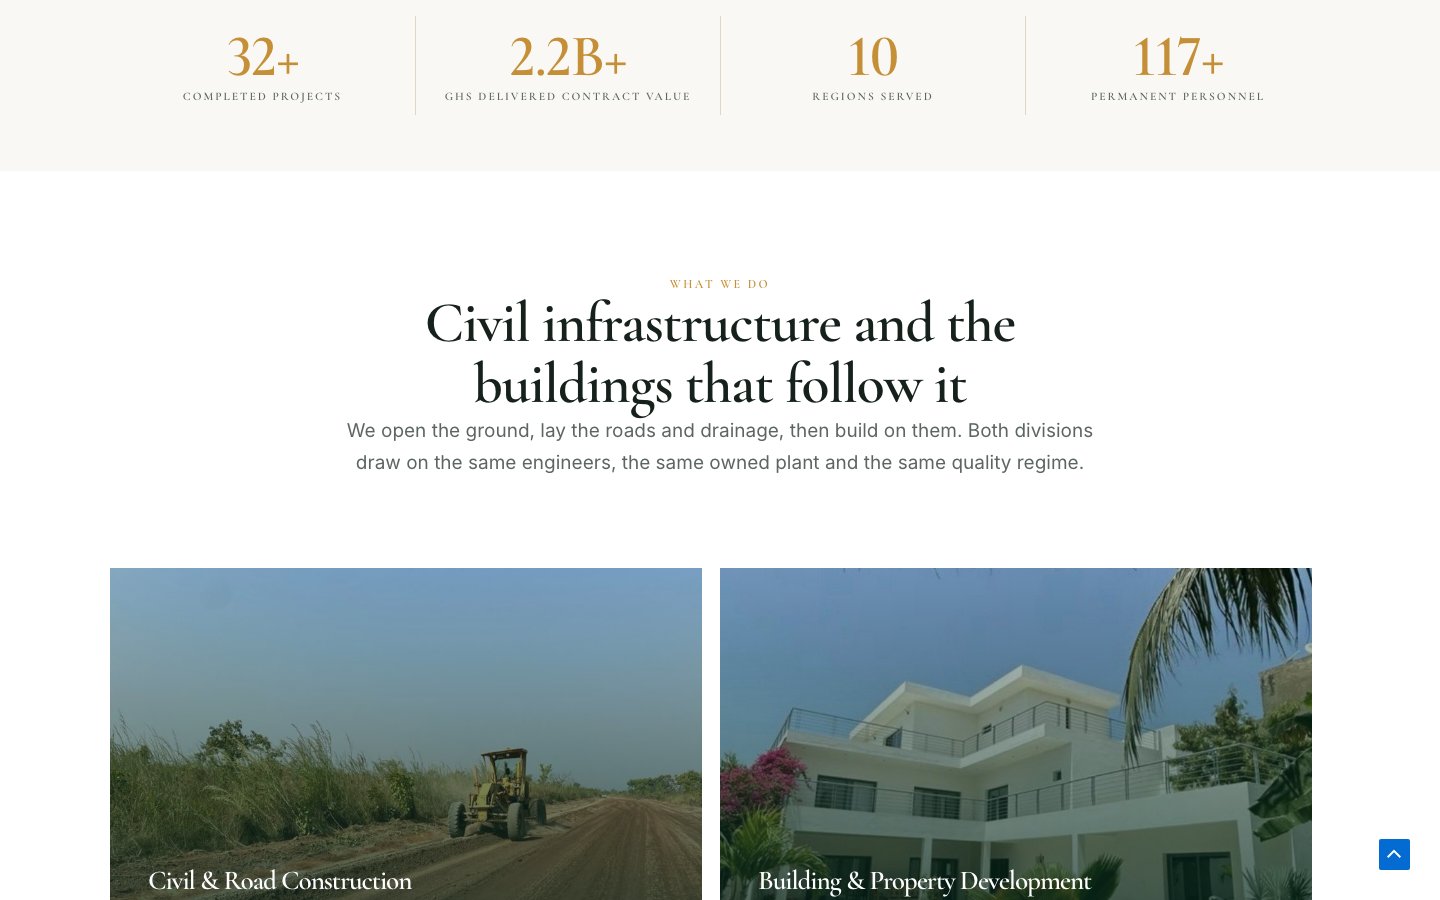 32+
COMPLETED PROJECTS
2.2B+
GHS DELIVERED CONTRACT VALUE
10
REGIONS SERVED
117+
PERMANENT PERSONNEL
WHAT WE DO
Civil infrastructure and the
buildings that follow it
We open the ground, lay the roads and drainage, then build on them. Both divisions
draw on the same engineers, the same owned plant and the same quality regime.
Civil & Road Construction
Building & Property Development